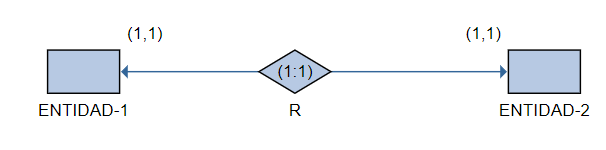 (1,1)
(1,1)
(1:1)
ENTIDAD-1
R
ENTIDAD-2